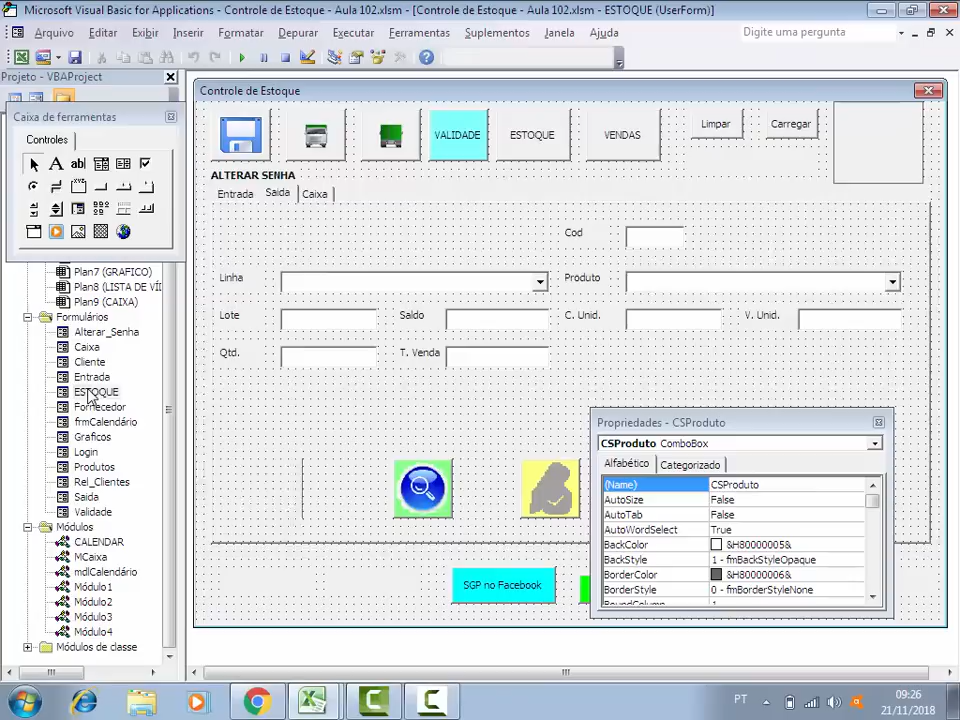 Microsoft Visual Basic for Applications - Controle de Estoque - Aula 102.xlsm - [Controle de Estoque - Aula 102.xlsm - ESTOQUE (UserForm)]
Arquivo Editar Exibir Inserir Formatar Depurar Executar Ferramentas Suplementos Janela Ajuda
Digite uma pergunta
Projeto - VBAProject
Caixa de ferramentas
Controles
Plan7 (GRAFICO)
Plan8 (LISTA DE VÍ
Plan9 (CAIXA)
Formulários
Alterar_Senha
Caixa
Cliente
Entrada
ESTOQUE
Fornecedor
frmCalendário
Graficos
Login
Produtos
Rel_Clientes
Saida
Validade
Módulos
CALENDAR
MCaixa
mdlCalendário
Módulo1
Módulo2
Módulo3
Módulo4
Módulos de classe
Controle de Estoque
VALIDADE
ESTOQUE
VENDAS
Limpar
Carregar
ALTERAR SENHA
Entrada Saida Caixa
Cod
Linha
Produto
Lote
Saldo
C. Unid.
V. Unid.
Qtd.
T. Venda
SGP no Facebook
Propriedades - CSProduto
CSProduto ComboBox
Alfabético Categorizado
(Name) CSProduto
AutoSize False
AutoTab False
AutoWordSelect True
BackColor &H80000005&
BackStyle 1 - fmBackStyleOpaque
BorderColor &H80000006&
BorderStyle 0 - fmBorderStyleNone
BoundColumn 1
PT
09:26
21/11/2018